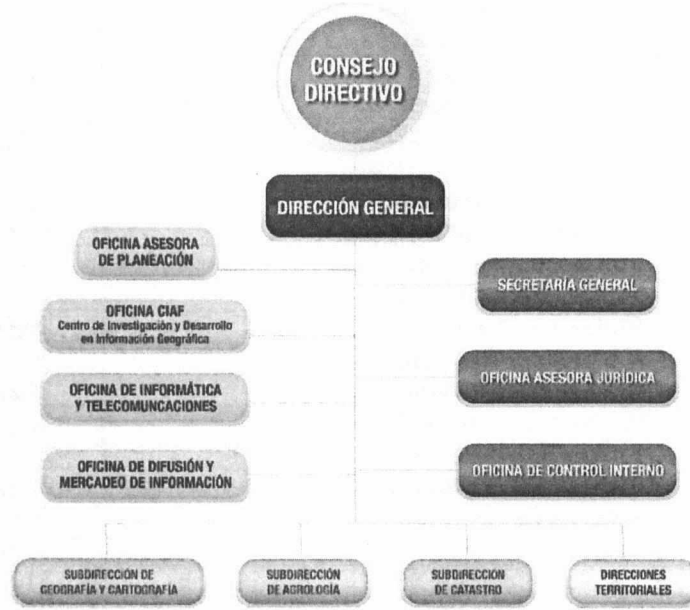 CONSEJO
DIRECTIVO
DIRECCIÓN GENERAL
OFICINA ASESORA
DE PLANEACIÓN
SECRETARÍA GENERAL
OFICINA CIAF
Centro de Investigación y Desarrollo
en Información Geográfica
OFICINA ASESORA JURÍDICA
OFICINA DE INFORMÁTICA
Y TELECOMUNCACIONES
OFICINA DE DIFUSIÓN Y
MERCADEO DE INFORMACIÓN
OFICINA DE CONTROL INTERNO
SUBDIRECCIÓN DE
GEOGRAFÍA Y CARTOGRAFÍA
SUBDIRECCIÓN
DE AGROLOGÍA
SUBDIRECCIÓN
DE CATASTRO
DIRECCIONES
TERRITORIALES